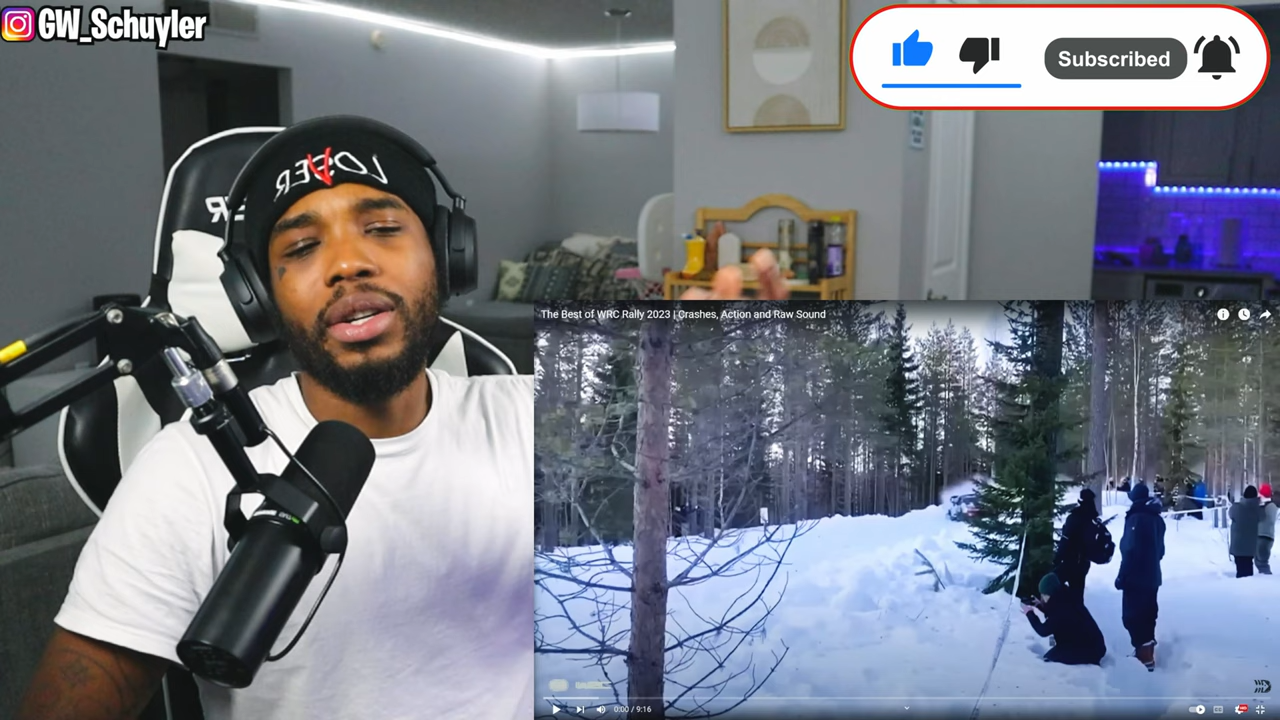 GW_Schuyler
Subscribed
LOVER
The Best of WRC Rally 2023 | Crashes, Action and Raw Sound
0:00 / 9:16